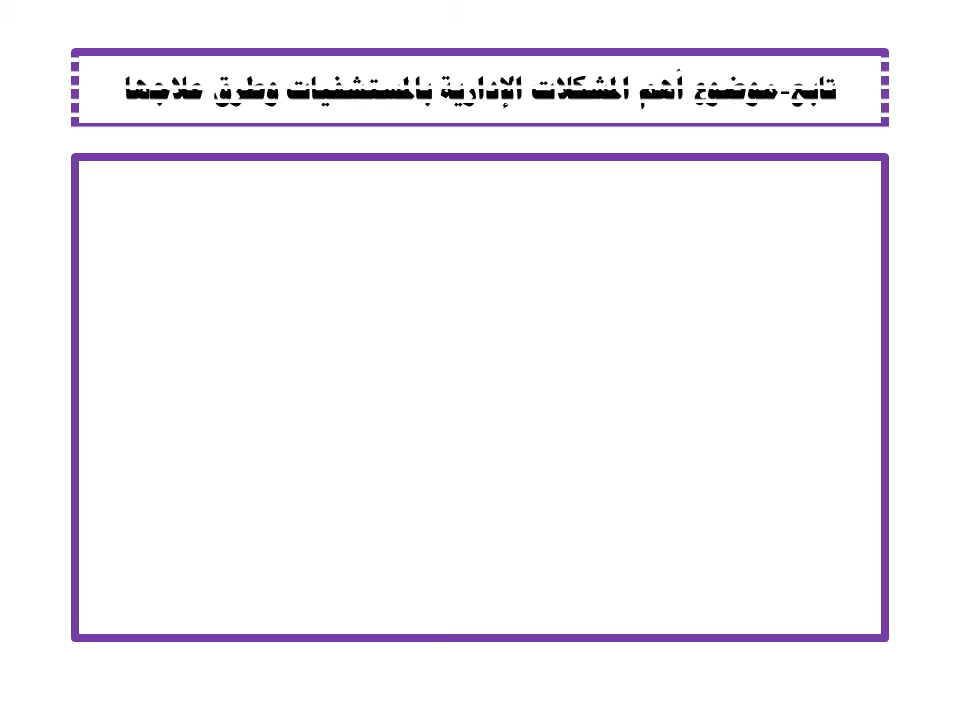 تابع-موضوع أهم المشكلات الإدارية بالمستشفيات وطرق علاجها